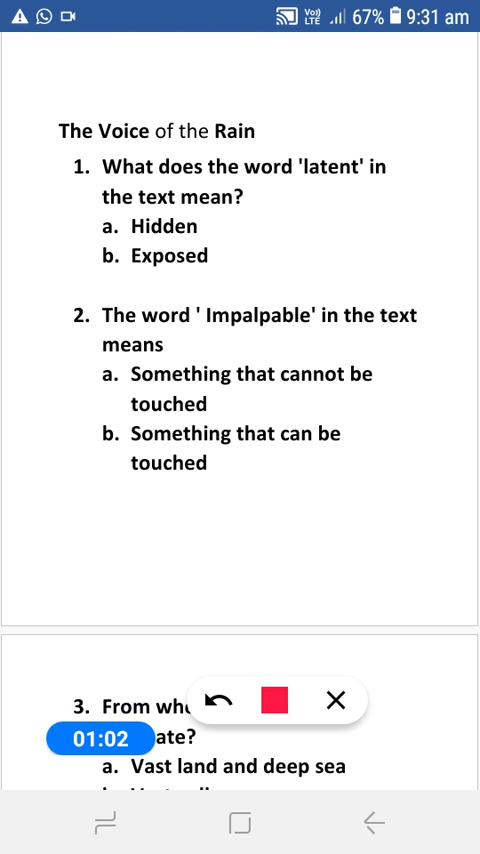 67% 9:31 am
The Voice of the Rain
1. What does the word 'latent' in
the text mean?
a. Hidden
b. Exposed
2. The word ' Impalpable' in the text
means
a. Something that cannot be
touched
b. Something that can be
touched
3. From
01:02 ate?
a. Vast land and deep sea